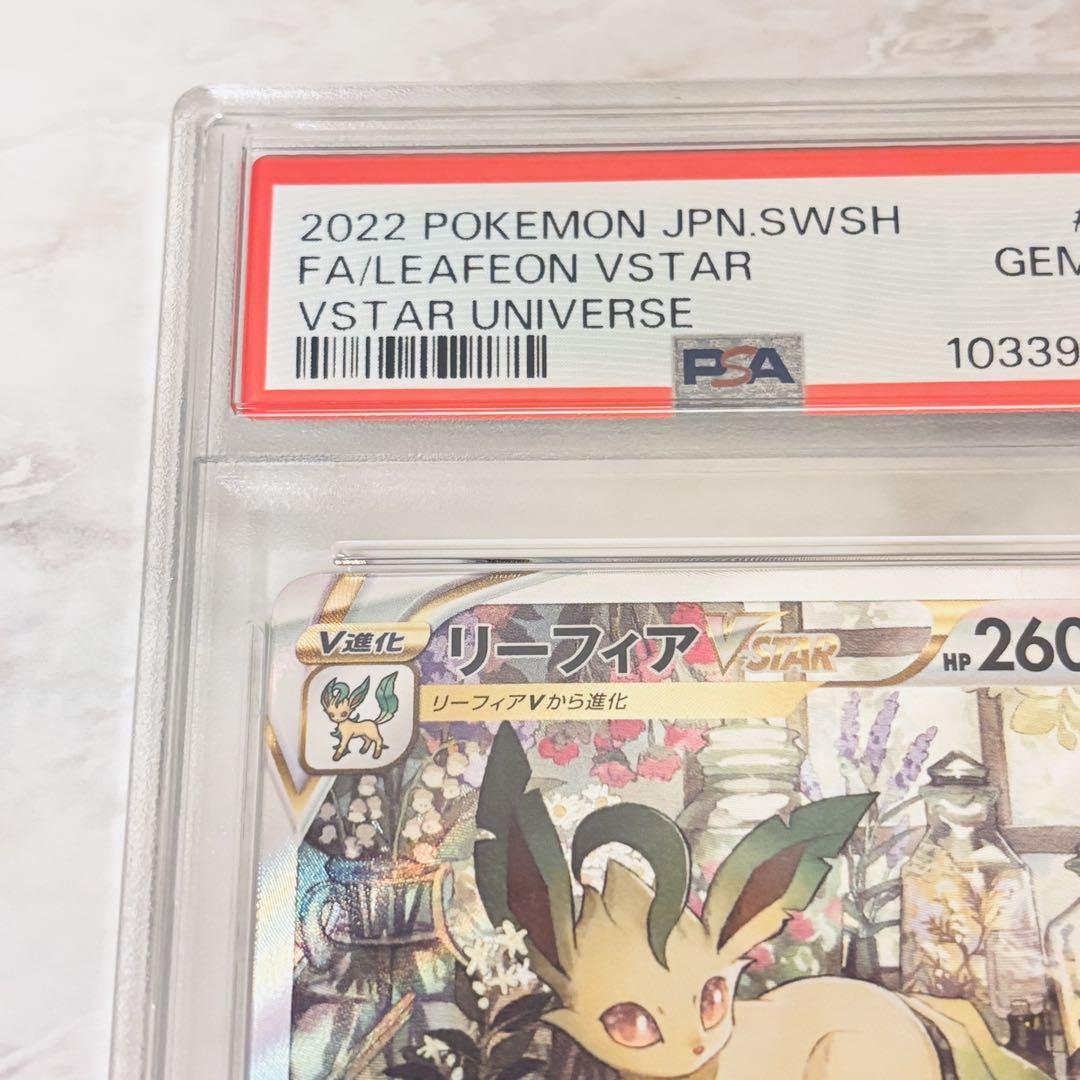 2022 POKEMON JPN.SWSH #
FA/LEAFEON VSTAR GEM
VSTAR UNIVERSE
PSA 10339
V進化 リーフィア VSTAR HP 260
リーフィアVから進化